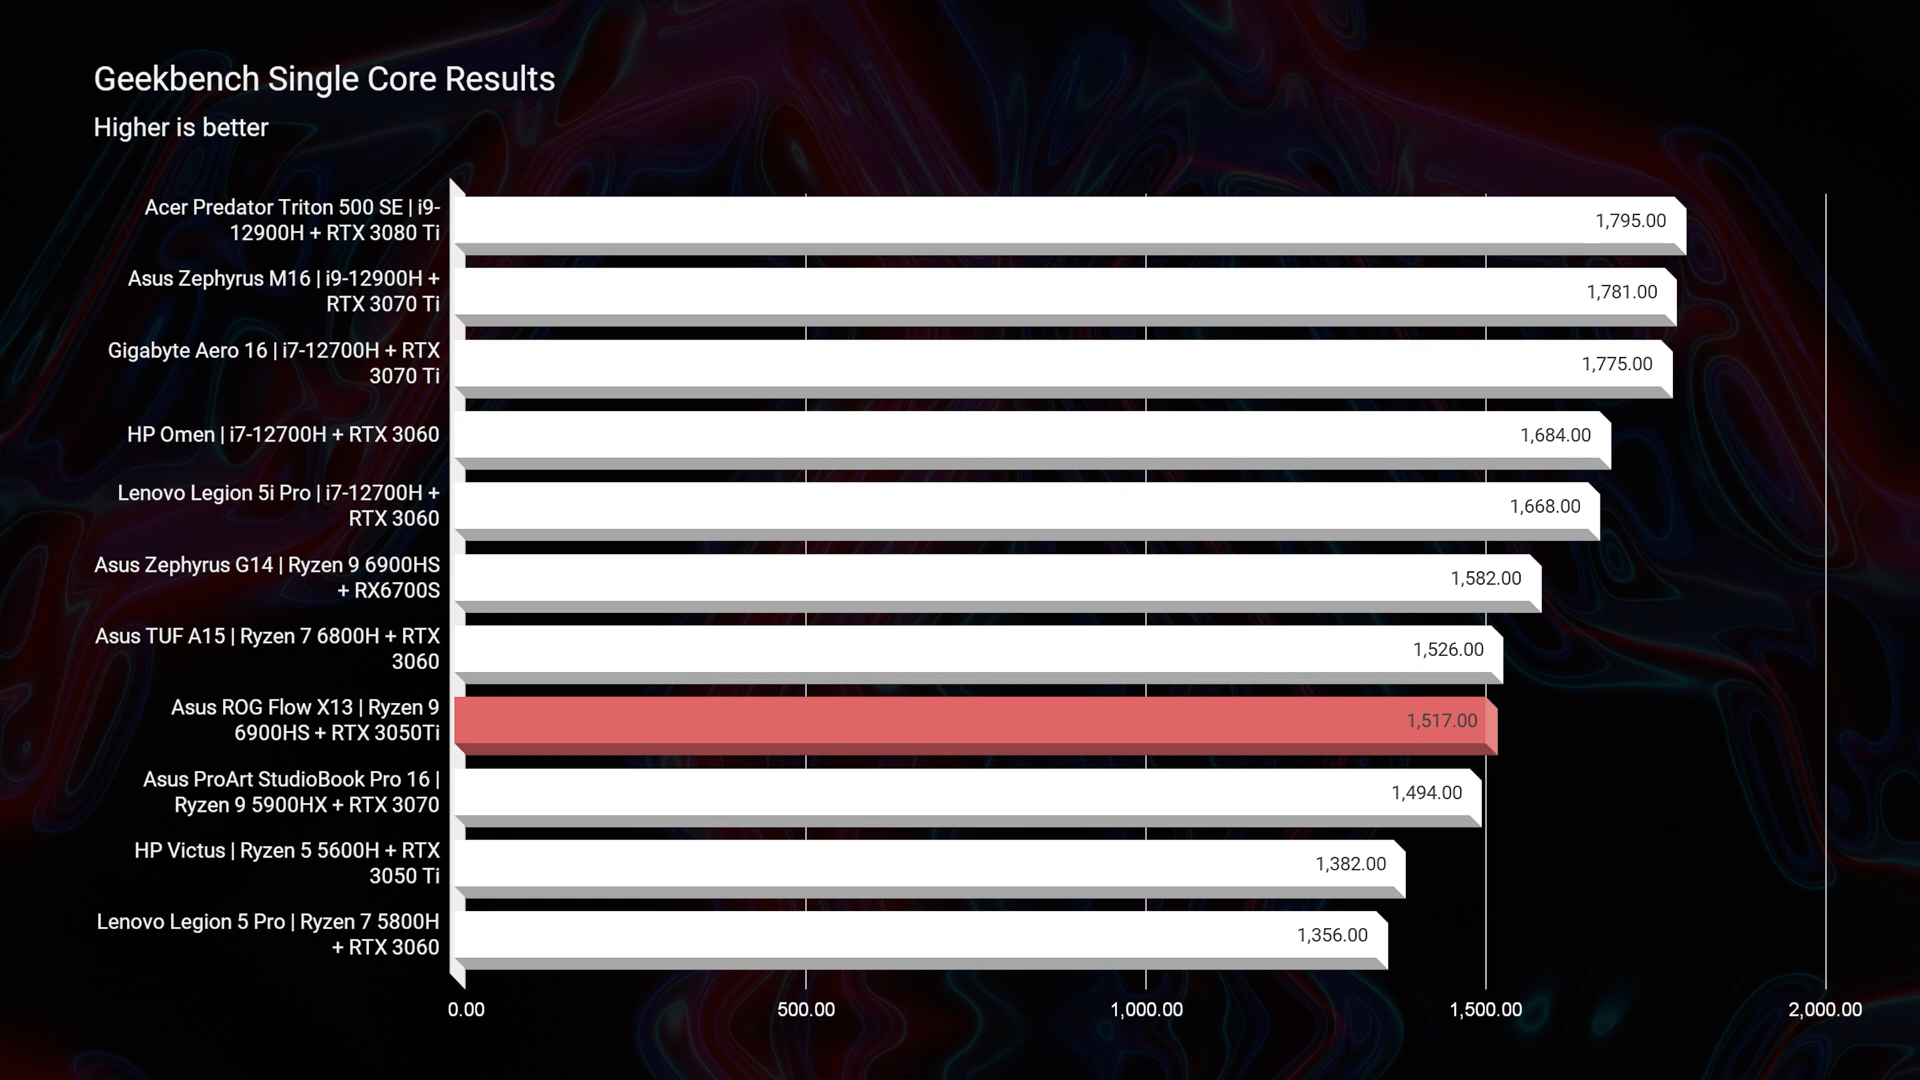 Geekbench Single Core Results
Higher is better
Acer Predator Triton 500 SE | i9-
12900H + RTX 3080 Ti
1,795.00
Asus Zephyrus M16 | i9-12900H +
RTX 3070 Ti
1,781.00
Gigabyte Aero 16 | i7-12700H + RTX
3070 Ti
1,775.00
HP Omen | i7-12700H + RTX 3060
1,684.00
Lenovo Legion 5i Pro | i7-12700H +
RTX 3060
1,668.00
Asus Zephyrus G14 | Ryzen 9 6900HS
+ RX6700S
1,582.00
Asus TUF A15 | Ryzen 7 6800H + RTX
3060
1,526.00
Asus ROG Flow X13 | Ryzen 9
6900HS + RTX 3050Ti
1,517.00
Asus ProArt StudioBook Pro 16 |
Ryzen 9 5900HX + RTX 3070
1,494.00
HP Victus | Ryzen 5 5600H + RTX
3050 Ti
1,382.00
Lenovo Legion 5 Pro | Ryzen 7 5800H
+ RTX 3060
1,356.00
0.00 500.00 1,000.00 1,500.00 2,000.00